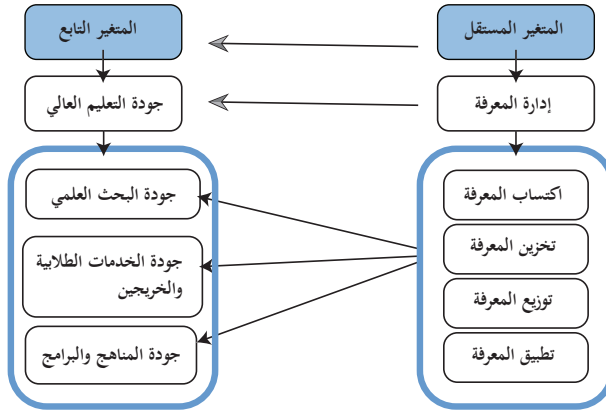 المتغير المستقل
المتغير التابع
إدارة المعرفة
جودة التعليم العالي
اكتساب المعرفة
تخزين المعرفة
توزيع المعرفة
تطبيق المعرفة
جودة البحث العلمي
جودة الخدمات الطلابية
والخريجين
جودة المناهج والبرامج